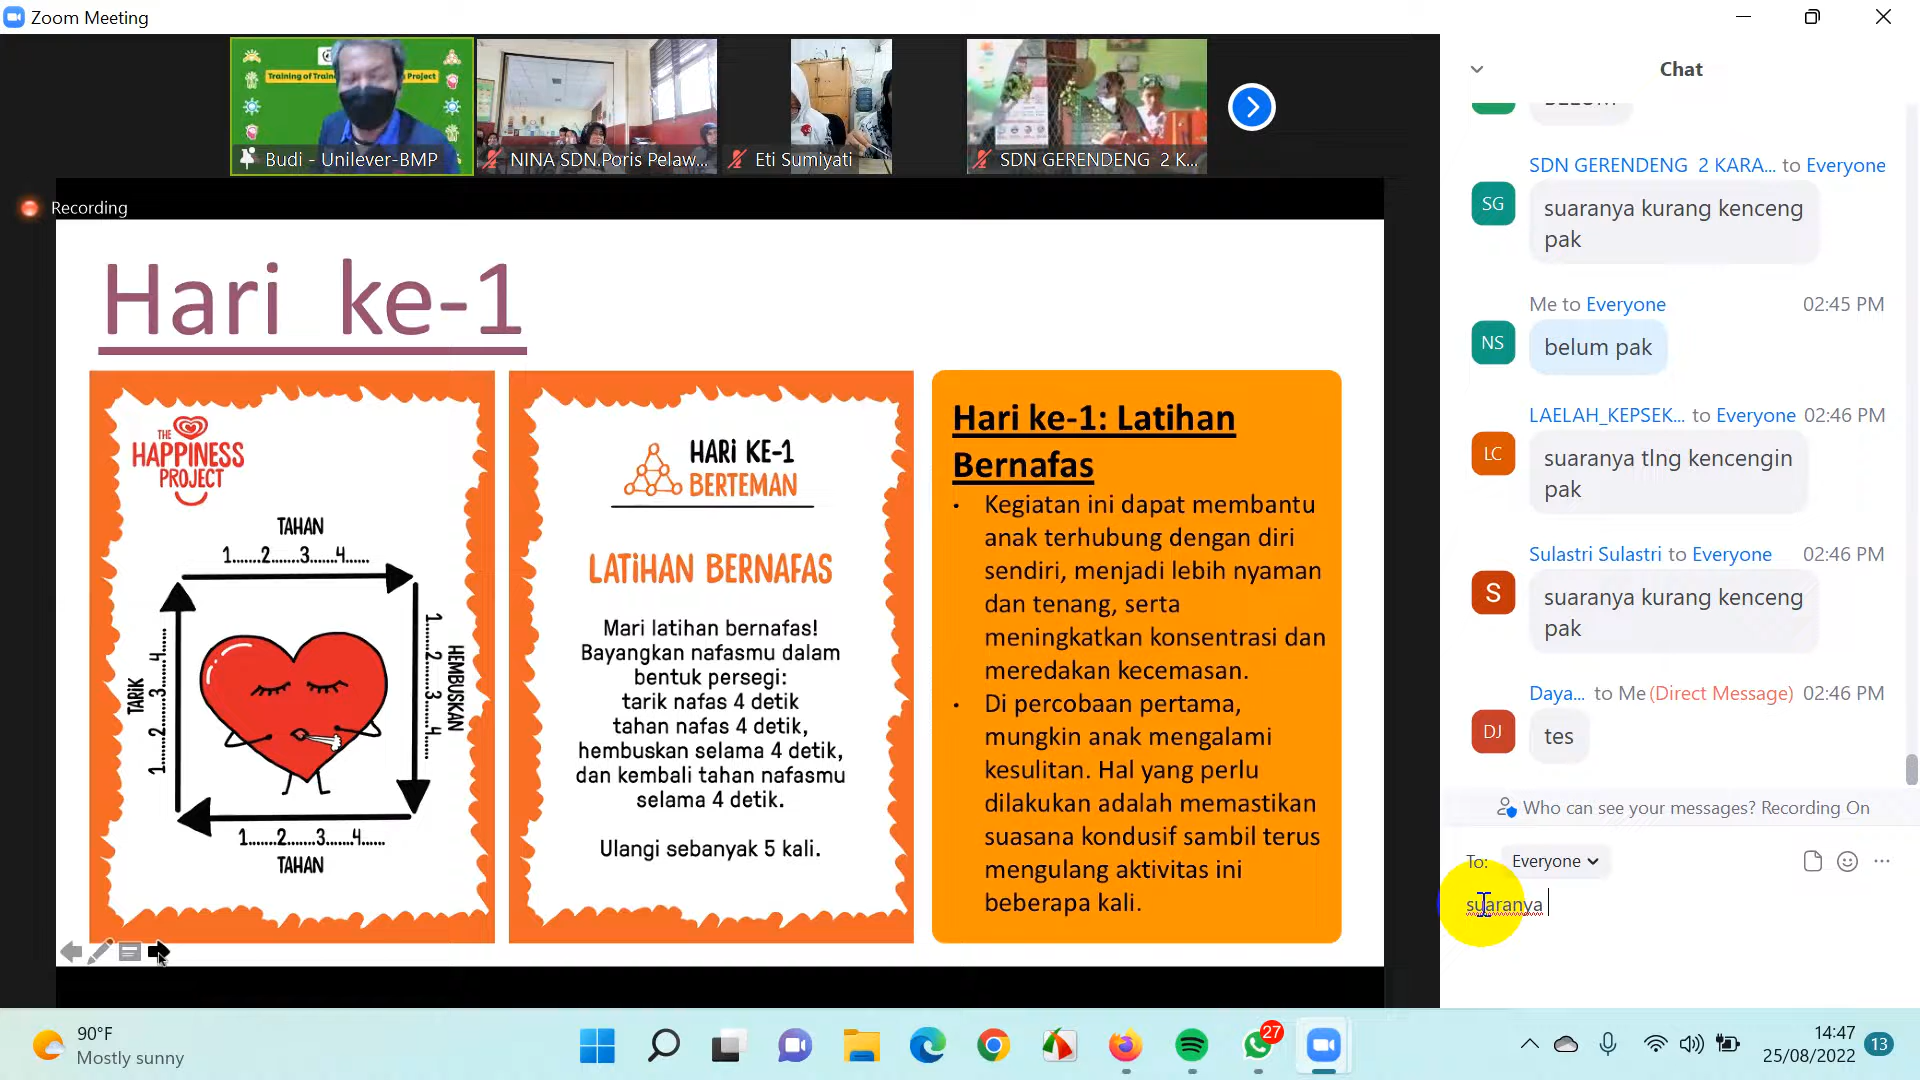 Zoom Meeting
Training of Train
Project
Budi - Unilever-BMP
NINA SDN.Poris Pelaw...
Eti Sumiyati
SDN GERENDENG 2 K...
Recording
Hari ke-1
THE
HAPPINESS
PROJECT
TAHAN
1.......2.......3.......4......
TARIK
1.......2.......3.......4......
HEMBUSKAN
1.......2.......3.......4......
1.......2.......3.......4......
TAHAN
HARi KE-1
BERTEMAN
LATiHAN BERNAFAS
Mari latihan bernafas!
Bayangkan nafasmu dalam
bentuk persegi:
tarik nafas 4 detik
tahan nafas 4 detik,
hembuskan selama 4 detik,
dan kembali tahan nafasmu
selama 4 detik.
Ulangi sebanyak 5 kali.
Hari ke-1: Latihan
Bernafas
• Kegiatan ini dapat membantu
anak terhubung dengan diri
sendiri, menjadi lebih nyaman
dan tenang, serta
meningkatkan konsentrasi dan
meredakan kecemasan.
• Di percobaan pertama,
mungkin anak mengalami
kesulitan. Hal yang perlu
dilakukan adalah memastikan
suasana kondusif sambil terus
mengulang aktivitas ini
beberapa kali.
Chat
SDN GERENDENG 2 KARA... to Everyone
SG
suaranya kurang kenceng
pak
Me to Everyone 02:45 PM
NS
belum pak
LAELAH_KEPSEK... to Everyone 02:46 PM
LC
suaranya tlng kencengin
pak
Sulastri Sulastri to Everyone 02:46 PM
S
suaranya kurang kenceng
pak
Daya... to Me (Direct Message) 02:46 PM
DJ
tes
Who can see your messages? Recording On
To: Everyone
suaranya
90°F
Mostly sunny
27
14:47
25/08/2022
13